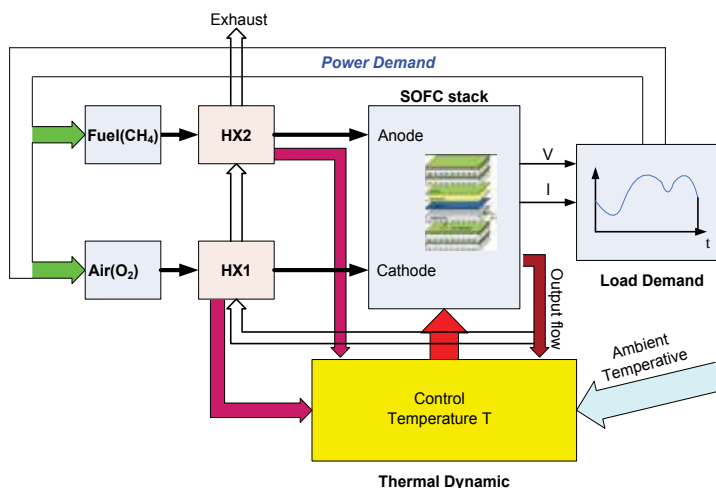 Exhaust
Power Demand
SOFC stack
Fuel(CH₄)
HX2
Anode
V
I
t
Air(O₂)
HX1
Cathode
Load Demand
Output flow
Ambient
Temperative
Control
Temperature T
Thermal Dynamic